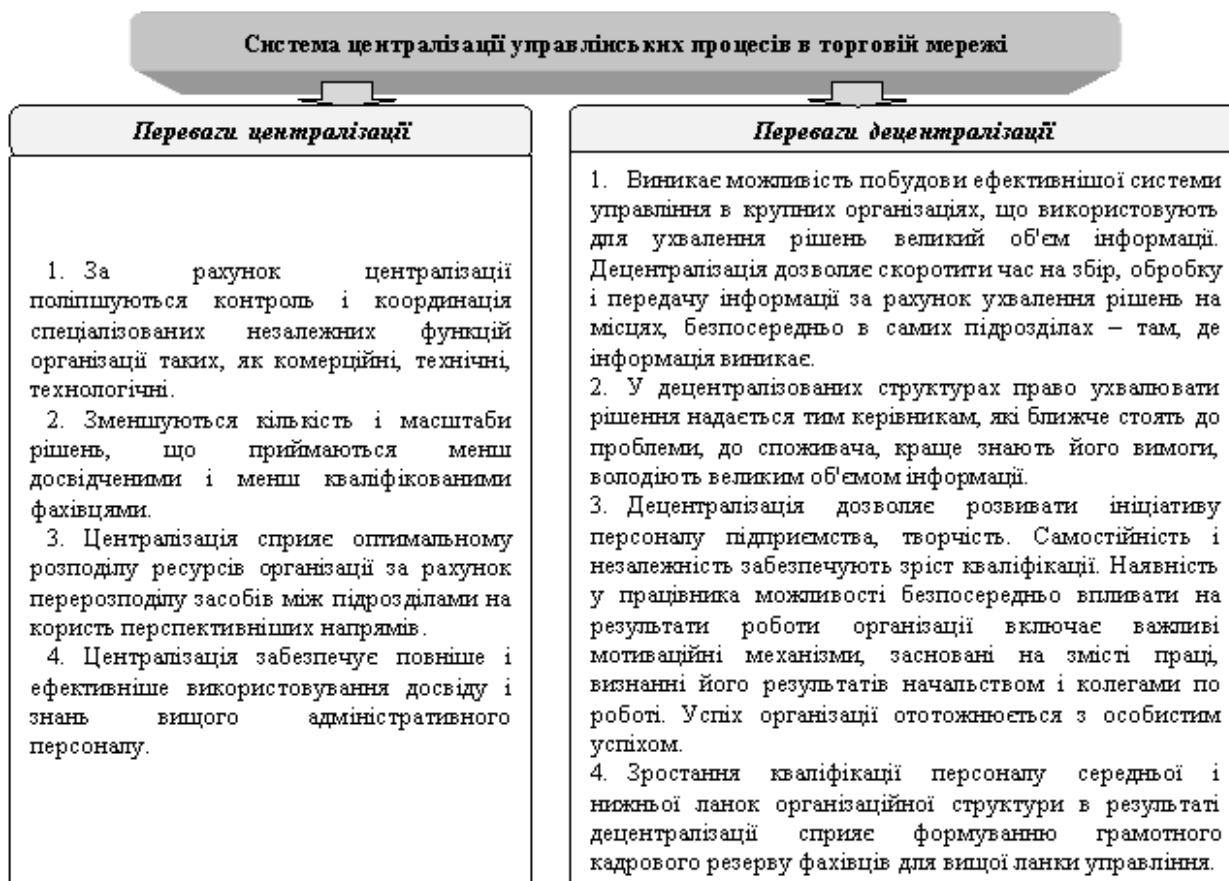 Система централізації управлінських процесів в торговій мережі
Переваги централізації
1. За рахунок централізації
поліпшуються контроль і координація
спеціалізованих незалежних функцій
організації таких, як комерційні, технічні,
технологічні.
2. Зменшуються кількість і масштаби
рішень, що приймаються менш
досвідченими і менш кваліфікованими
фахівцями.
3. Централізація сприяє оптимальному
розподілу ресурсів організації за рахунок
перерозподілу засобів між підрозділами на
користь перспективніших напрямів.
4. Централізація забезпечує повніше і
ефективніше використовування досвіду і
знань вищого адміністративного
персоналу.
Переваги децентралізації
1. Виникає можливість побудови ефективнішої системи
управління в крупних організаціях, що використовують
для ухвалення рішень великий об'єм інформації.
Децентралізація дозволяє скоротити час на збір, обробку
і передачу інформації за рахунок ухвалення рішень на
місцях, безпосередньо в самих підрозділах – там, де
інформація виникає.
2. У децентралізованих структурах право ухвалювати
рішення надається тим керівникам, які ближче стоять до
проблеми, до споживача, краще знають його вимоги,
володіють великим об'ємом інформації.
3. Децентралізація дозволяє розвивати ініціативу
персоналу підприємства, творчість. Самостійність і
незалежність забезпечують зріст кваліфікації. Наявність
у працівника можливості безпосередньо впливати на
результати роботи організації включає важливі
мотиваційні механізми, засновані на змісті праці,
визнанні його результатів начальством і колегами по
роботі. Успіх організації ототожнюється з особистим
успіхом.
4. Зростання кваліфікації персоналу середньої і
нижньої ланок організаційної структури в результаті
децентралізації сприяє формуванню грамотного
кадрового резерву фахівців для вищої ланки управління.